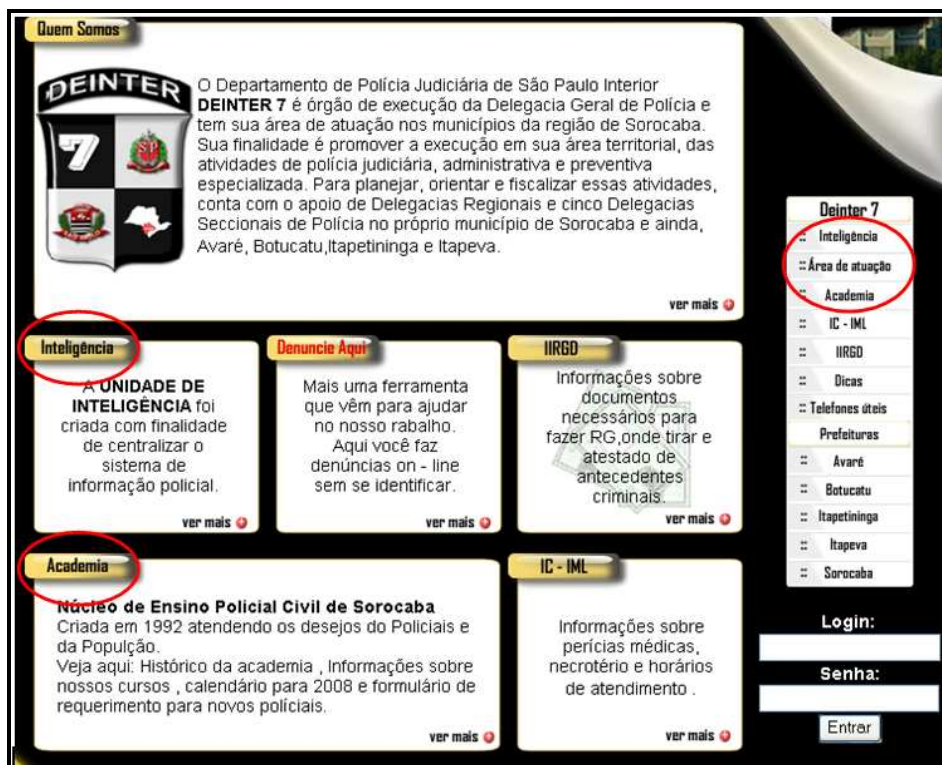 Quem Somos
DEINTER
7
SP
O Departamento de Polícia Judiciária de São Paulo Interior
DEINTER 7 é órgão de execução da Delegacia Geral de Polícia e
tem sua área de atuação nos municípios da região de Sorocaba.
Sua finalidade é promover a execução em sua área territorial, das
atividades de polícia judiciária, administrativa e preventiva
especializada. Para planejar, orientar e fiscalizar essas atividades,
conta com o apoio de Delegacias Regionais e cinco Delegacias
Seccionais de Polícia no próprio município de Sorocaba e ainda,
Avaré, Botucatu,Itapetininga e Itapeva.
ver mais
Inteligência
A UNIDADE DE
INTELIGÊNCIA foi
criada com finalidade
de centralizar o
sistema de
informação policial.
ver mais
Denuncie Aqui
Mais uma ferramenta
que vêm para ajudar
no nosso rabalho.
Aqui você faz
denúncias on - line
sem se identificar.
ver mais
IIRGD
Informações sobre
documentos
necessários para
fazer RG,onde tirar e
atestado de
antecedentes
criminais.
ver mais
Academia
Núcleo de Ensino Policial Civil de Sorocaba
Criada em 1992 atendendo os desejos do Policiais e
da Populção.
Veja aqui: Histórico da academia , Informações sobre
nossos cursos , calendário para 2008 e formulário de
requerimento para novos políciais.
ver mais
IC - IML
Informações sobre
perícias médicas,
necrotério e horários
de atendimento .
ver mais
Deinter 7
:: Inteligência
:: Área de atuação
:: Academia
:: IC - IML
:: IIRGD
:: Dicas
:: Telefones úteis
Prefeituras
:: Avaré
:: Botucatu
:: Itapetininga
:: Itapeva
:: Sorocaba
Login:
Senha:
Entrar